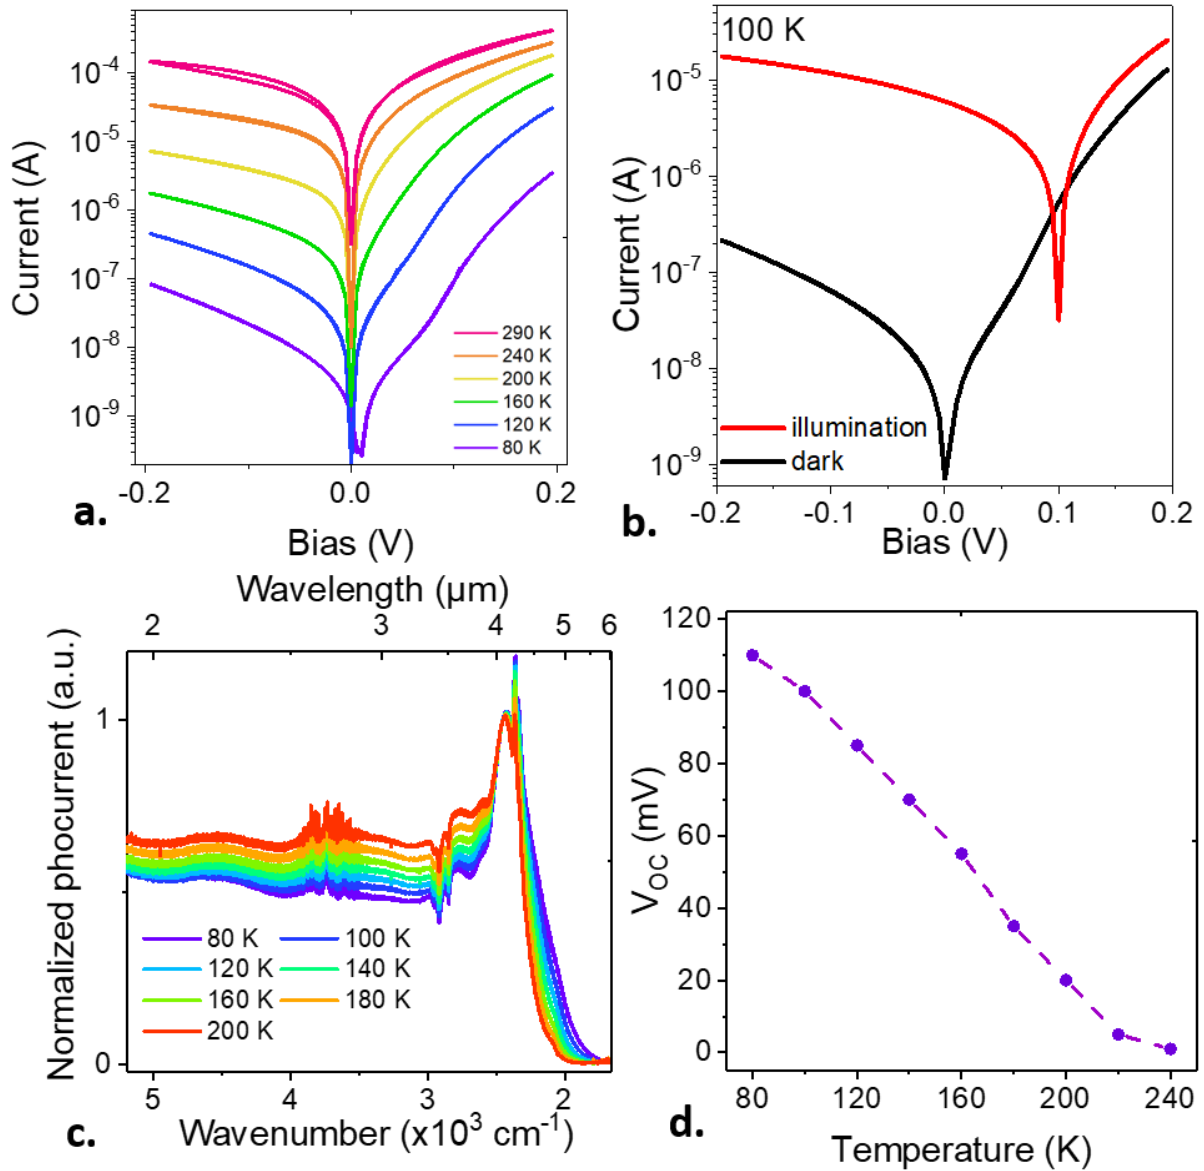 10⁻⁴
10⁻⁵
10⁻⁶
10⁻⁷
10⁻⁸
10⁻⁹
Current (A)
290 K
240 K
200 K
160 K
120 K
80 K
-0.2 0.0 0.2
a.
Bias (V)
100 K
10⁻⁵
10⁻⁶
10⁻⁷
10⁻⁸
10⁻⁹
Current (A)
illumination
dark
-0.2 -0.1 0.0 0.1 0.2
b.
Bias (V)
Wavelength (µm)
2 3 4 5 6
Normalized phocurrent (a.u.)
1
0
80 K 100 K
120 K 140 K
160 K 180 K
200 K
5 4 3 2
c.
Wavenumber (x10³ cm⁻¹)
120
100
80
60
40
20
0
V_OC (mV)
80 120 160 200 240
d.
Temperature (K)